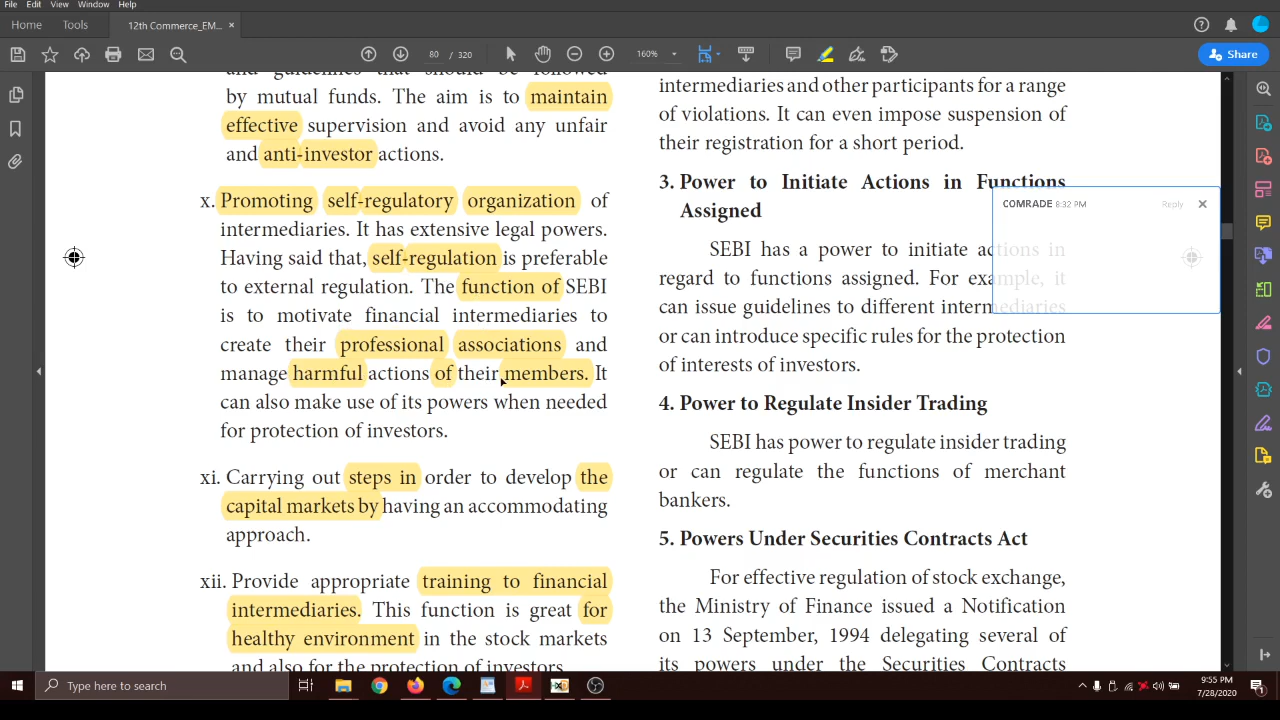 File Edit View Window Help
Home Tools 12th Commerce_EM... ×
80 / 320 160% Share
and guidelines that should be followed
by mutual funds. The aim is to maintain
effective supervision and avoid any unfair
and anti-investor actions.
x. Promoting self-regulatory organization of
intermediaries. It has extensive legal powers.
Having said that, self-regulation is preferable
to external regulation. The function of SEBI
is to motivate financial intermediaries to
create their professional associations and
manage harmful actions of their members. It
can also make use of its powers when needed
for protection of investors.
xi. Carrying out steps in order to develop the
capital markets by having an accommodating
approach.
xii. Provide appropriate training to financial
intermediaries. This function is great for
healthy environment in the stock markets
and also for the protection of investors.
intermediaries and other participants for a range
of violations. It can even impose suspension of
their registration for a short period.
3. Power to Initiate Actions in Functions
Assigned
SEBI has a power to initiate actions in
regard to functions assigned. For example, it
can issue guidelines to different intermediaries
or can introduce specific rules for the protection
of interests of investors.
4. Power to Regulate Insider Trading
SEBI has power to regulate insider trading
or can regulate the functions of merchant
bankers.
5. Powers Under Securities Contracts Act
For effective regulation of stock exchange,
the Ministry of Finance issued a Notification
on 13 September, 1994 delegating several of
its powers under the Securities Contracts
COMRADE 8:32 PM Reply
Type here to search
9:55 PM
7/28/2020
1